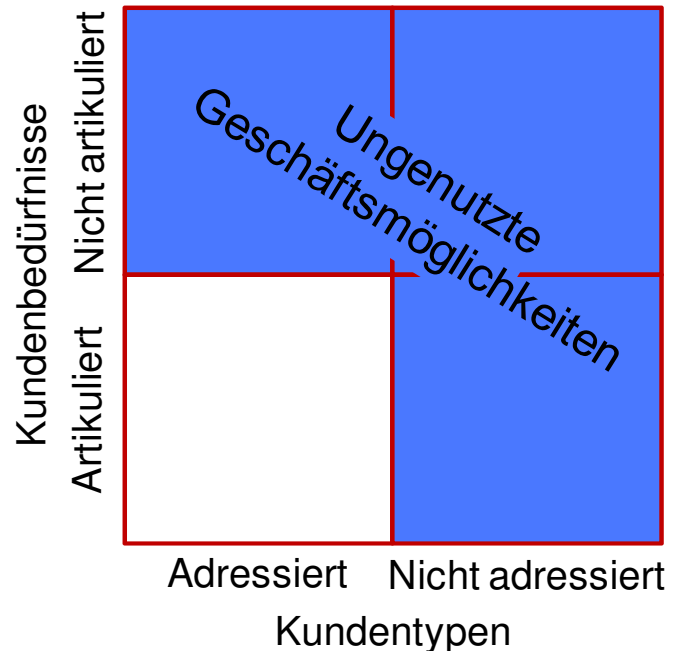 Kundenbedürfnisse
Nicht artikuliert
Artikuliert
Ungenutzte
Geschäftsmöglichkeiten
Adressiert
Nicht adressiert
Kundentypen